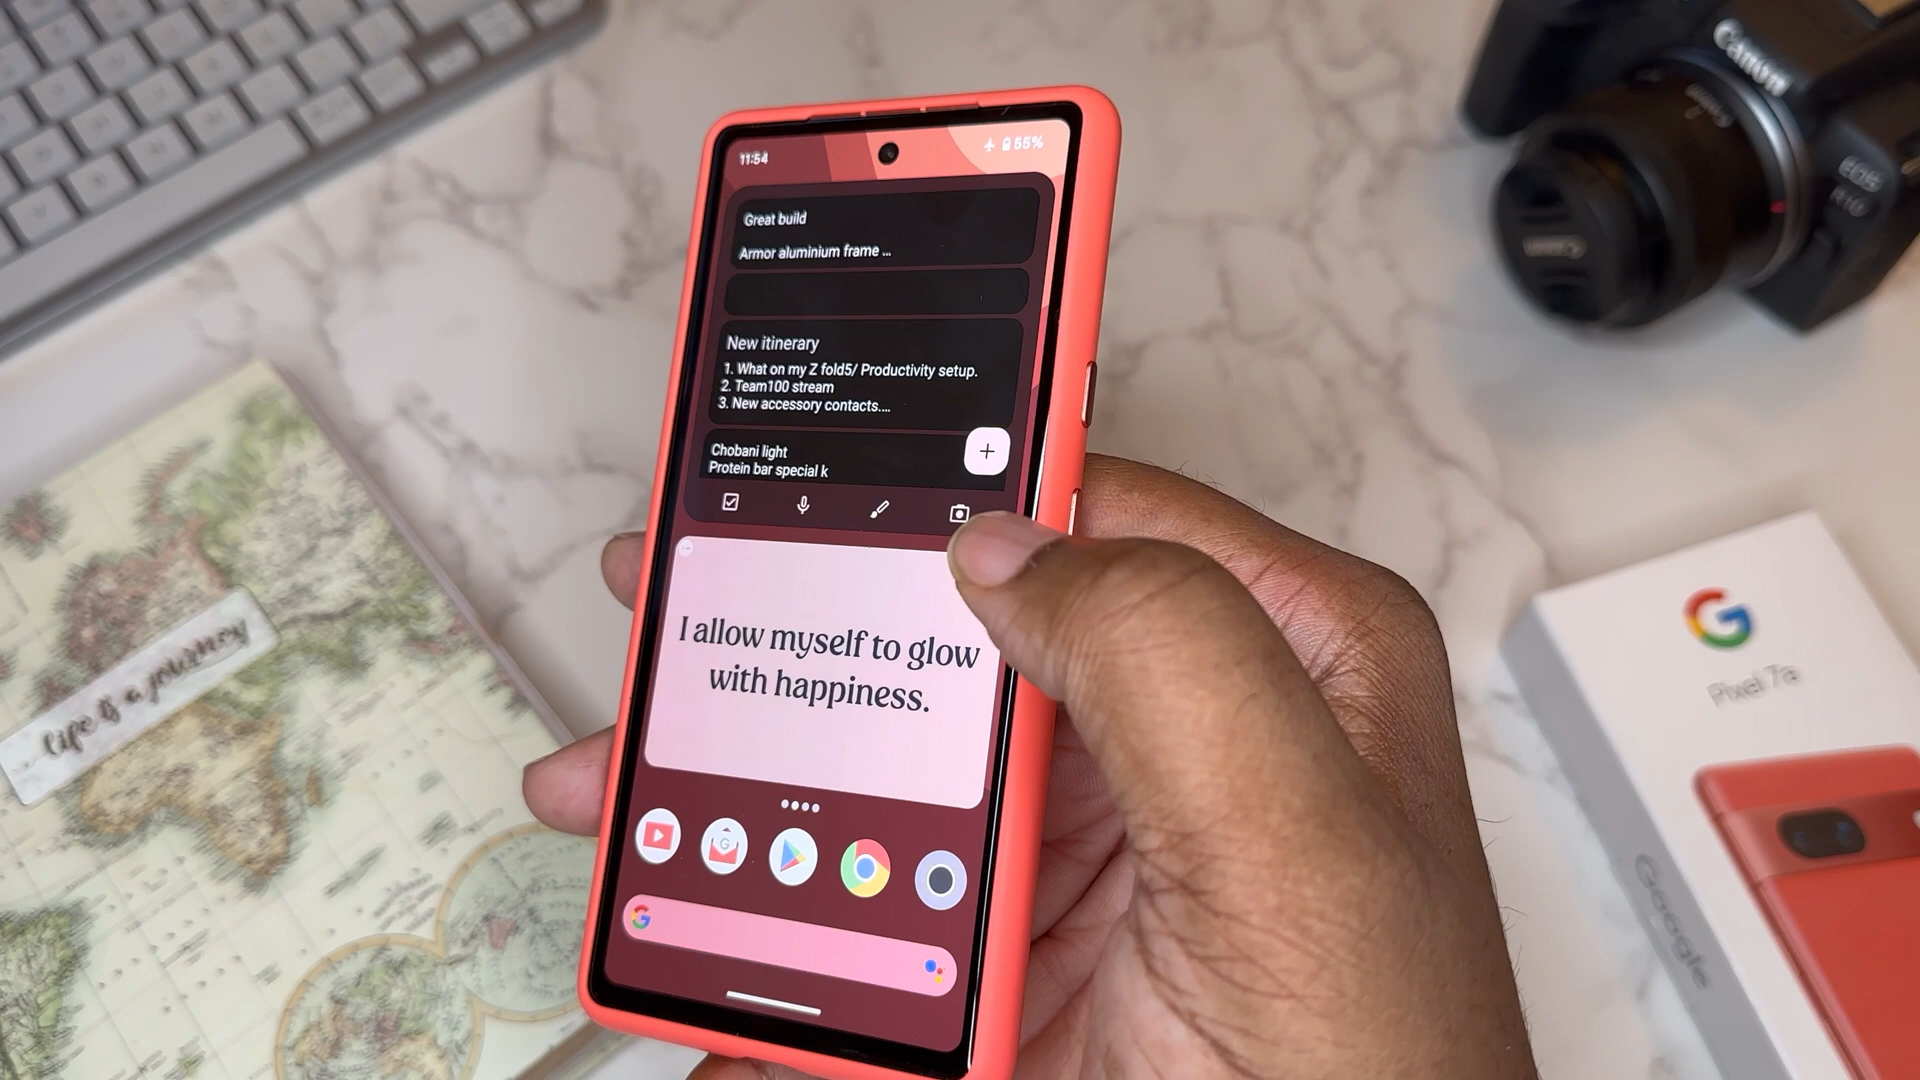 11:54
55%
Great build
Armor aluminium frame ...
New itinerary
1. What on my Z fold5/ Productivity setup.
2. Team100 stream
3. New accessory contacts....
Chobani light
Protein bar special k
I allow myself to glow
with happiness.
life is a journey
Canon
EOS
R10
G
Pixel 7a
Google